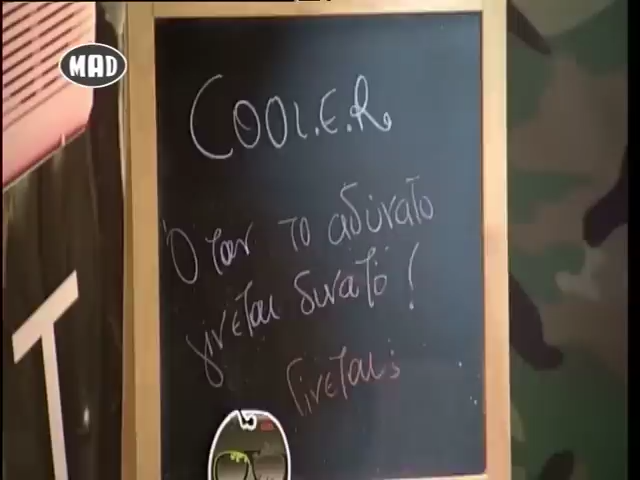 MAD
COOL.E.R
Όταν το αδύνατο
γίνεται δυνατό!
Γίνεται;
T